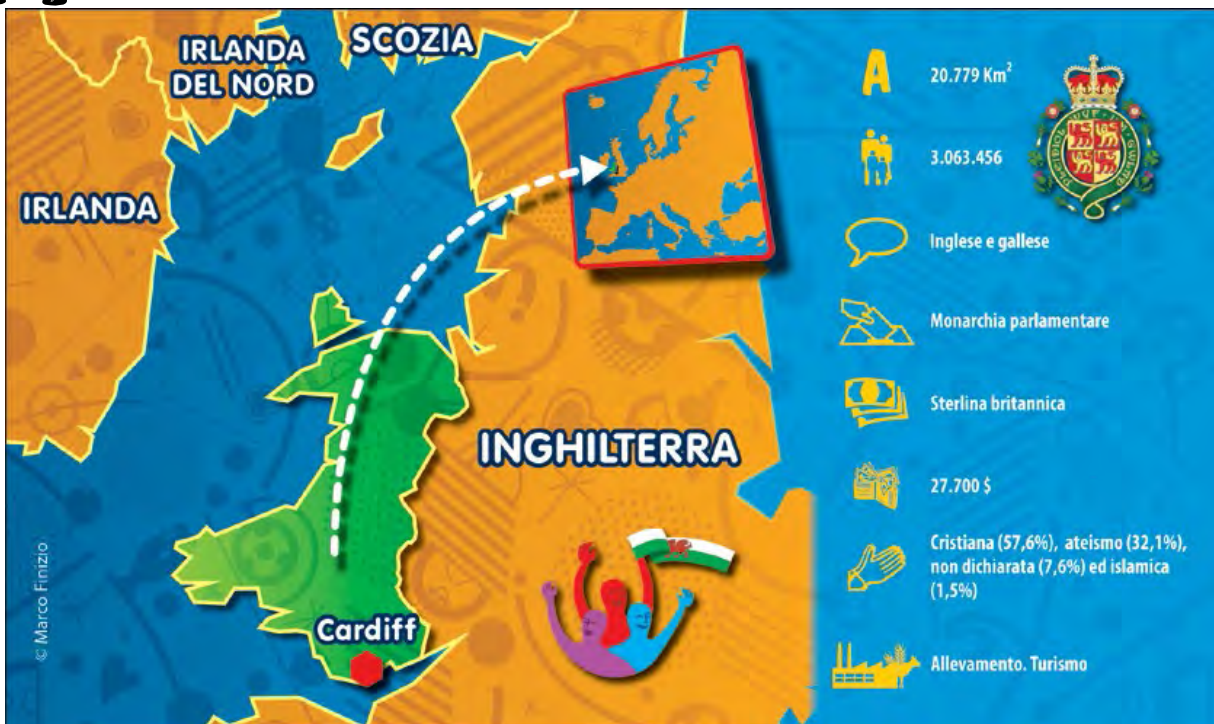 IRLANDA
DEL NORD
SCOZIA
IRLANDA
INGHILTERRA
Cardiff
© Marco Finizio
A
20.779 Km²
3.063.456
Inglese e gallese
Monarchia parlamentare
Sterlina britannica
27.700 $
Cristiana (57,6%), ateismo (32,1%),
non dichiarata (7,6%) ed islamica
(1,5%)
Allevamento. Turismo